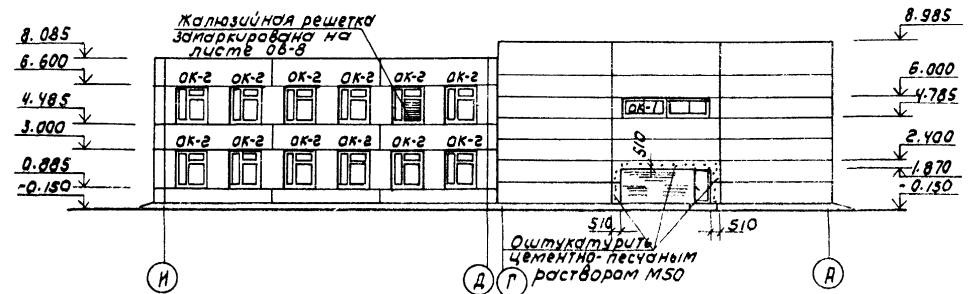 Жалюзийная решетка
замаркирована на
листе ОВ-8
8.085
6.600
4.485
3.000
0.885
-0.150
ОК-2 ОК-2 ОК-2 ОК-2 ОК-2 ОК-2
ОК-2 ОК-2 ОК-2 ОК-2 ОК-2 ОК-2
ОК-1
510
8.985
6.000
4.785
2.400
1.870
-0.150
510
510
Оштукатурить
цементно-песчаным
раствором М50
И
Д
Г
А